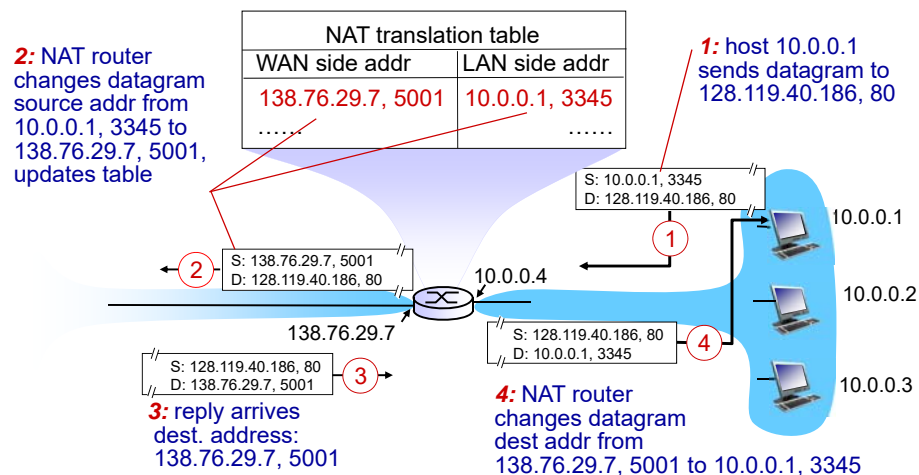 NAT translation table
WAN side addr LAN side addr
138.76.29.7, 5001 10.0.0.1, 3345
…… ……
2: NAT router
changes datagram
source addr from
10.0.0.1, 3345 to
138.76.29.7, 5001,
updates table
1: host 10.0.0.1
sends datagram to
128.119.40.186, 80
S: 10.0.0.1, 3345
D: 128.119.40.186, 80
1
10.0.0.1
S: 138.76.29.7, 5001
D: 128.119.40.186, 80
2
10.0.0.4
10.0.0.2
138.76.29.7
S: 128.119.40.186, 80
D: 10.0.0.1, 3345
4
S: 128.119.40.186, 80
D: 138.76.29.7, 5001
3
10.0.0.3
3: reply arrives
dest. address:
138.76.29.7, 5001
4: NAT router
changes datagram
dest addr from
138.76.29.7, 5001 to 10.0.0.1, 3345